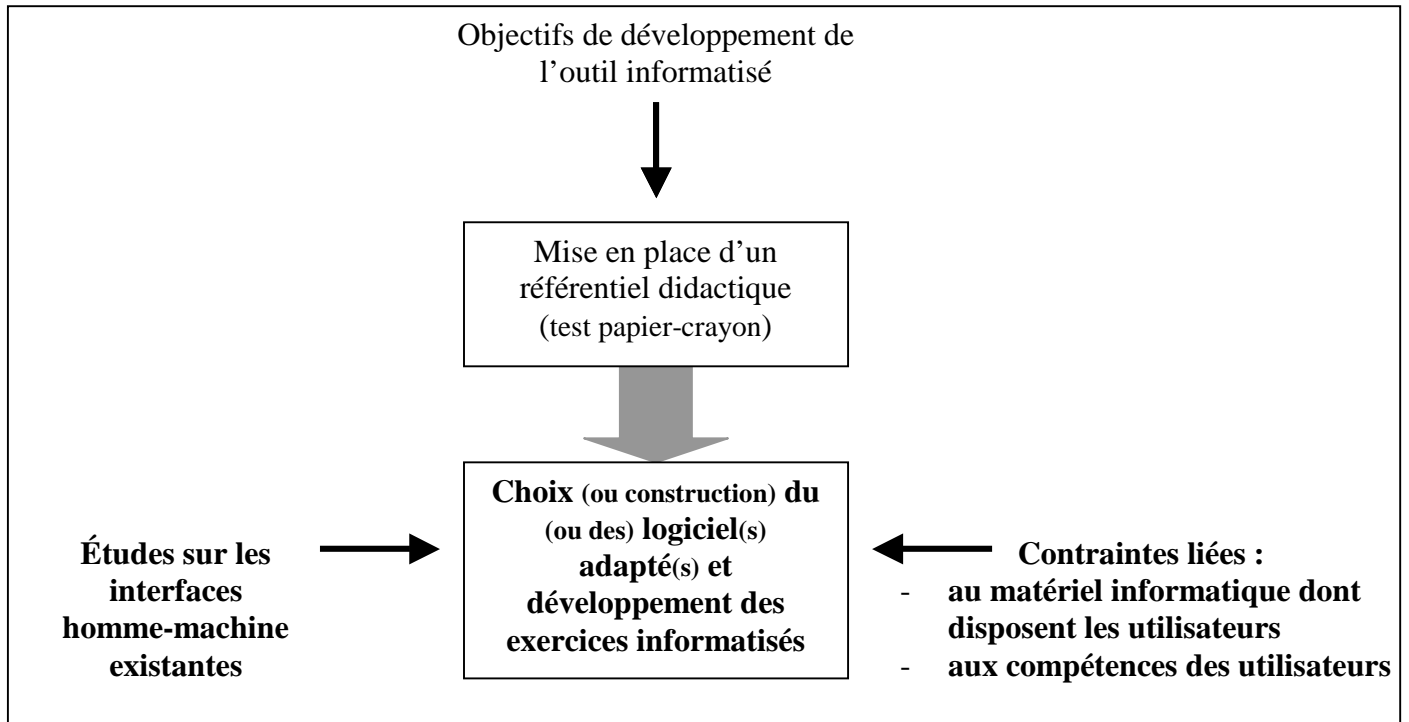 Objectifs de développement de
l’outil informatisé
Mise en place d’un
référentiel didactique
(test papier-crayon)
Choix (ou construction) du
(ou des) logiciel(s)
adapté(s) et
développement des
exercices informatisés
Études sur les
interfaces
homme-machine
existantes
Contraintes liées :
- au matériel informatique dont
disposent les utilisateurs
- aux compétences des utilisateurs